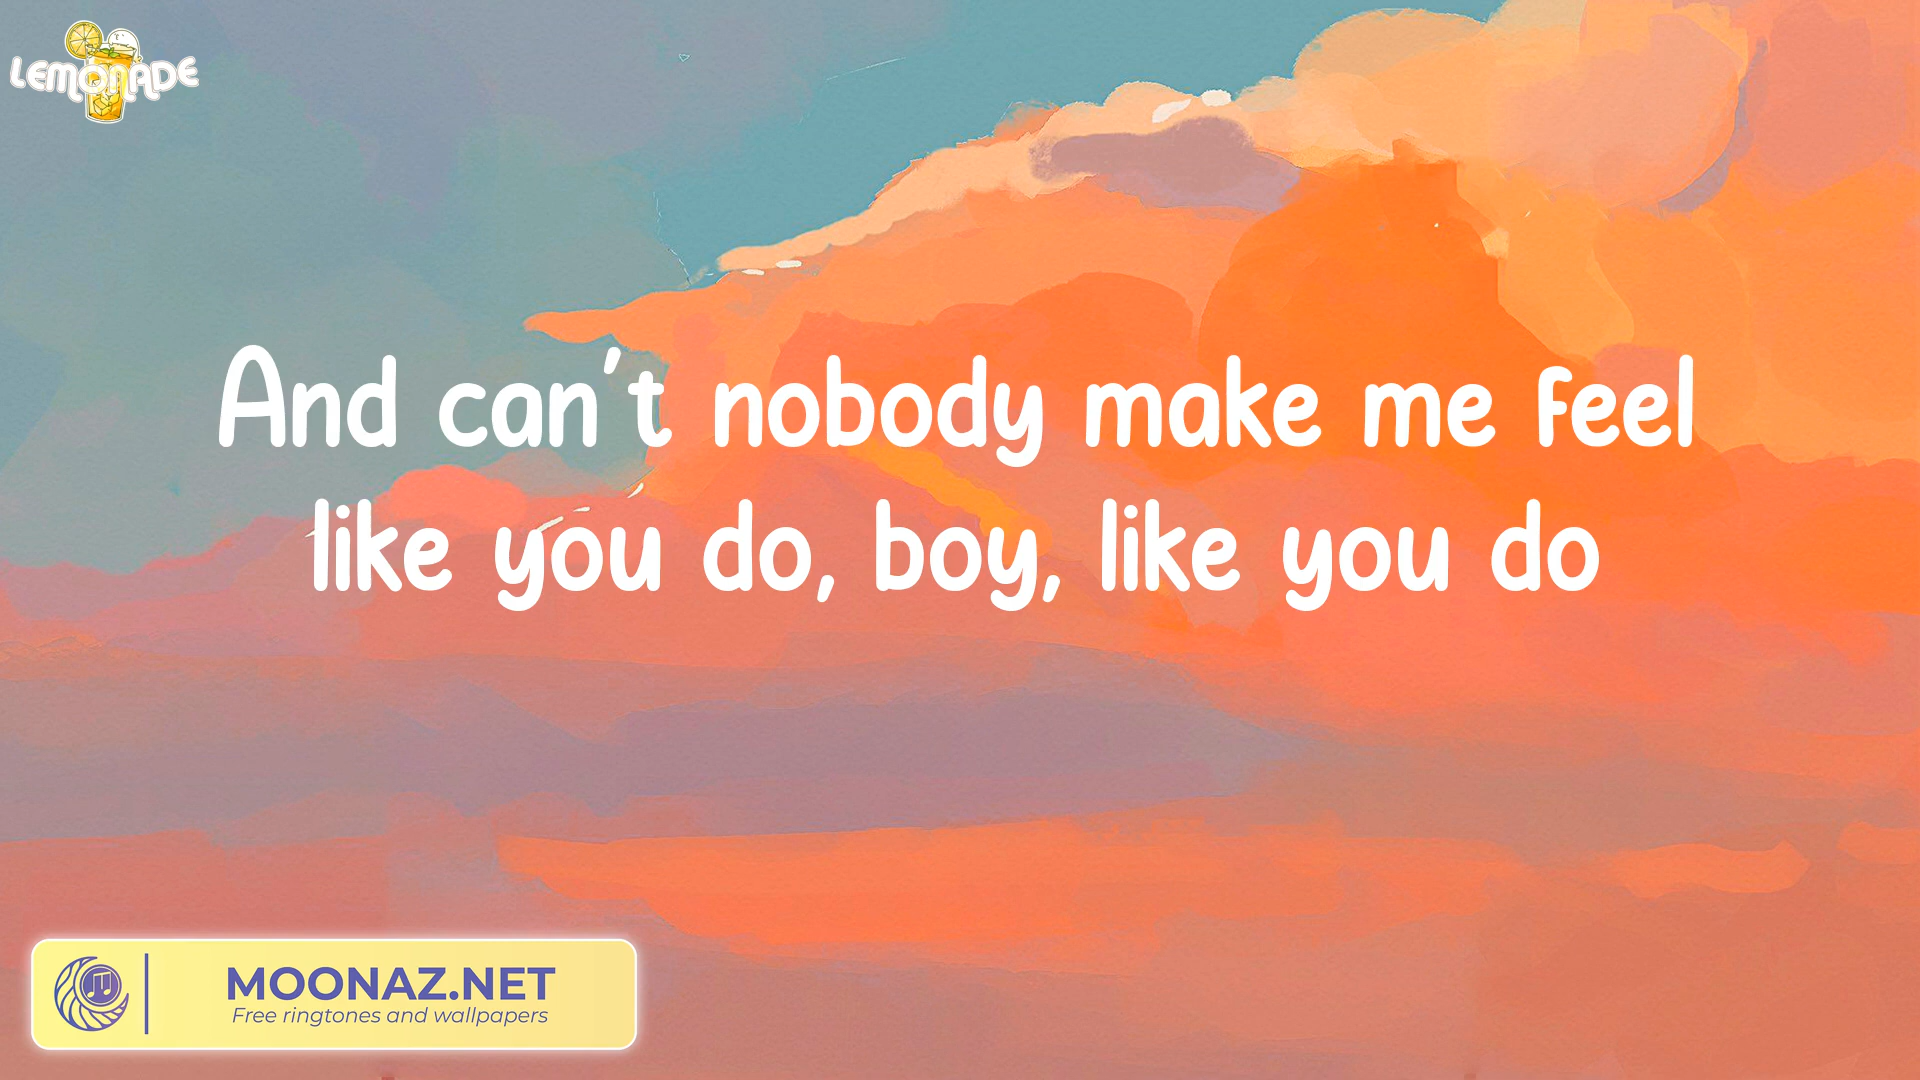 LEMONADE
And can't nobody make me feel
like you do, boy, like you do
MOONAZ.NET
Free ringtones and wallpapers